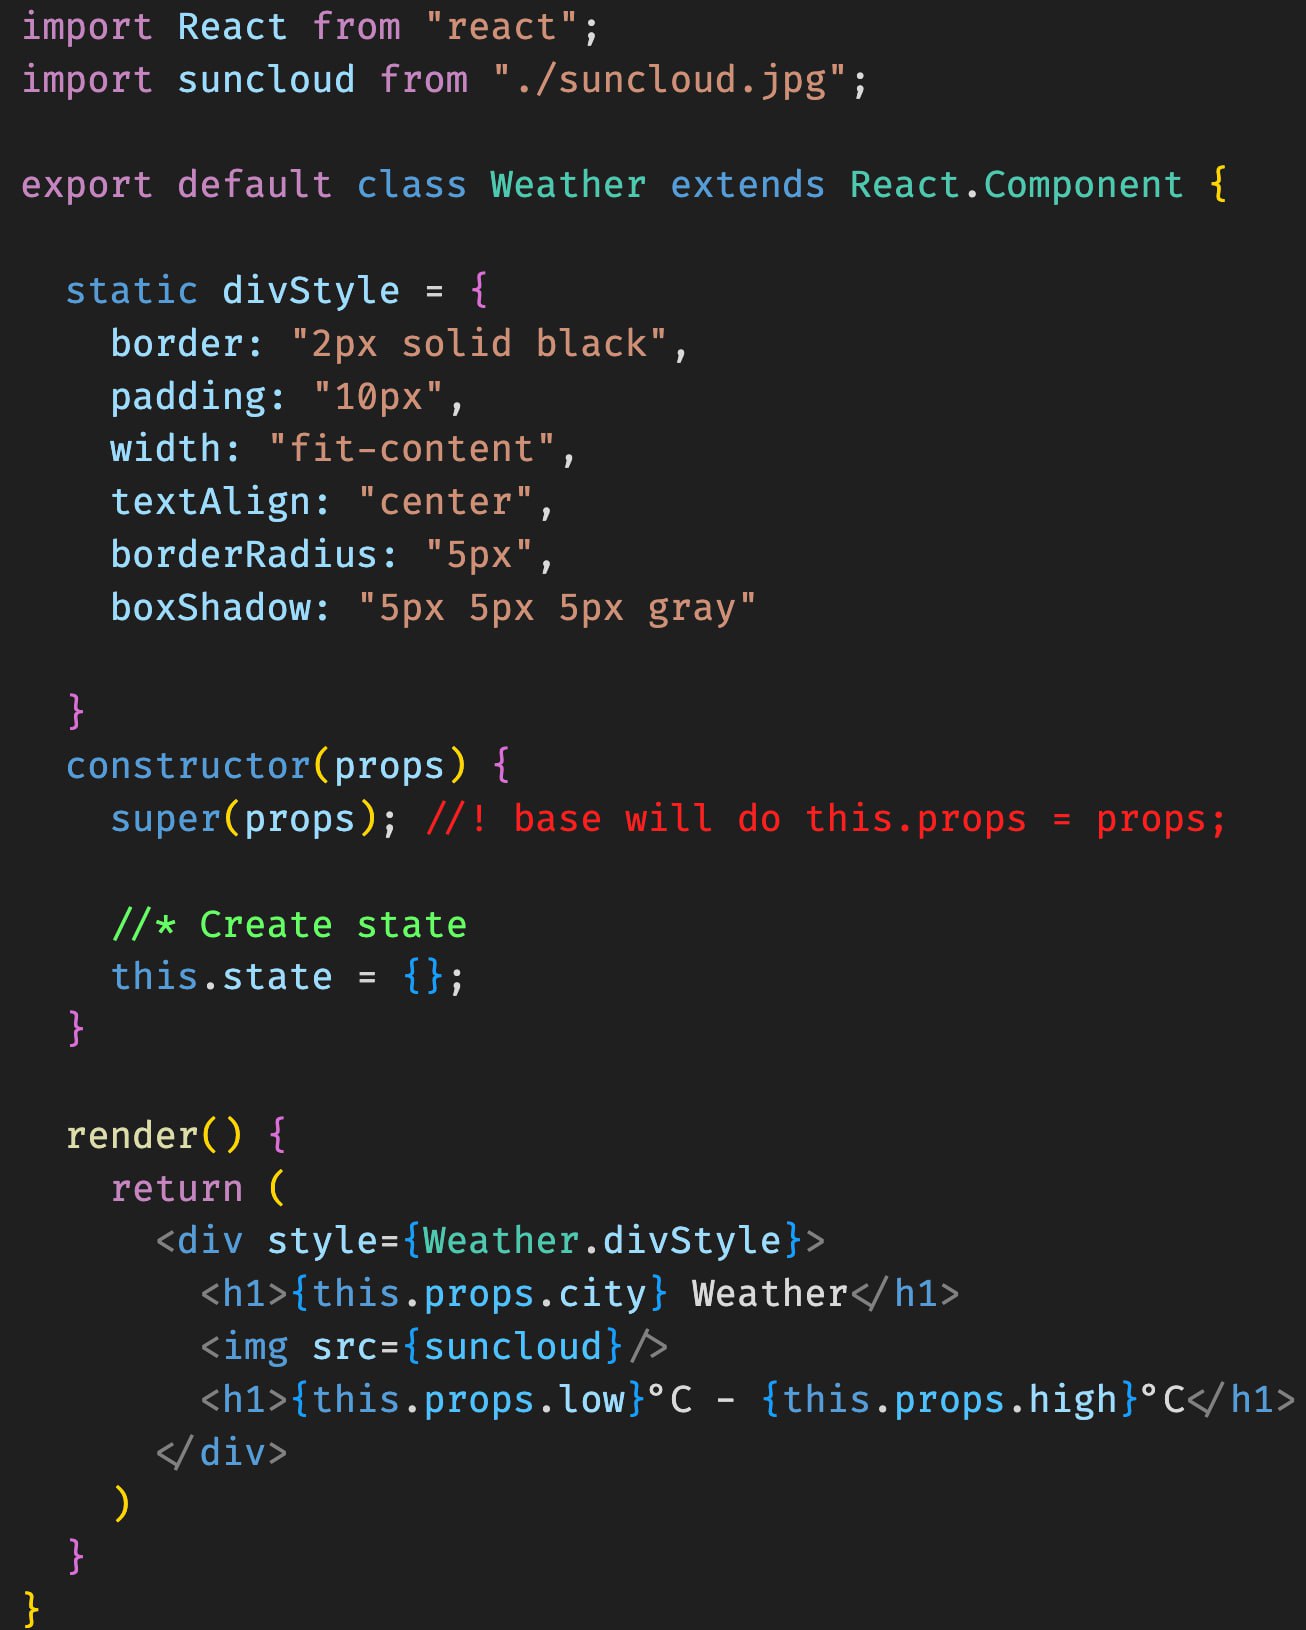 import React from "react";
import suncloud from "./suncloud.jpg";

export default class Weather extends React.Component {

  static divStyle = {
    border: "2px solid black",
    padding: "10px",
    width: "fit-content",
    textAlign: "center",
    borderRadius: "5px",
    boxShadow: "5px 5px 5px gray"

  }
  constructor(props) {
    super(props); //! base will do this.props = props;

    //* Create state
    this.state = {};
  }

  render() {
    return (
      <div style={Weather.divStyle}>
        <h1>{this.props.city} Weather</h1>
        <img src={suncloud}/>
        <h1>{this.props.low}°C - {this.props.high}°C</h1>
      </div>
    )
  }
}